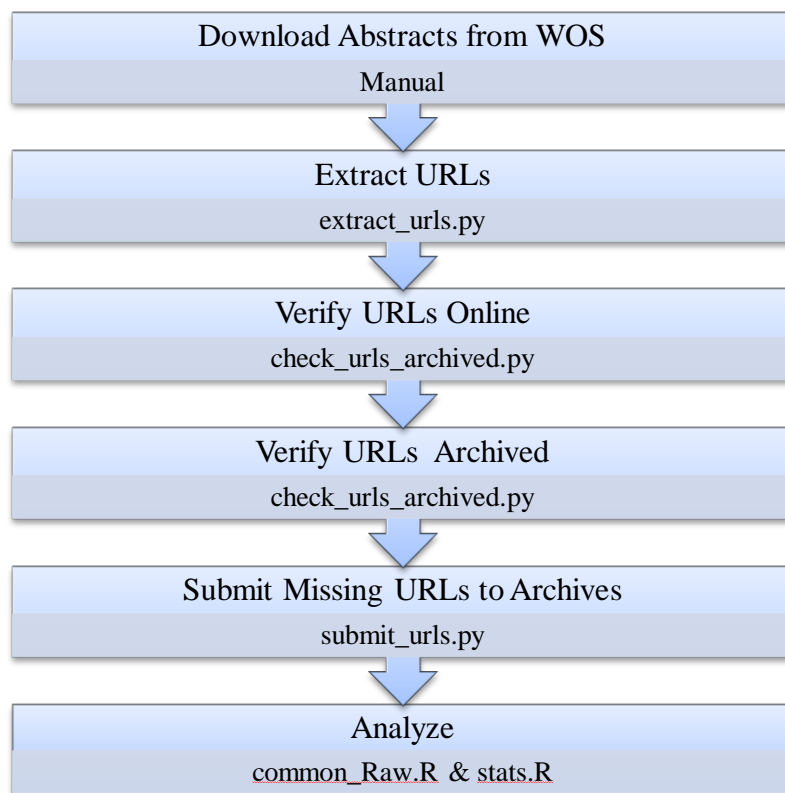 Download Abstracts from WOS
Manual
Extract URLs
extract_urls.py
Verify URLs Online
check_urls_archived.py
Verify URLs Archived
check_urls_archived.py
Submit Missing URLs to Archives
submit_urls.py
Analyze
common_Raw.R & stats.R